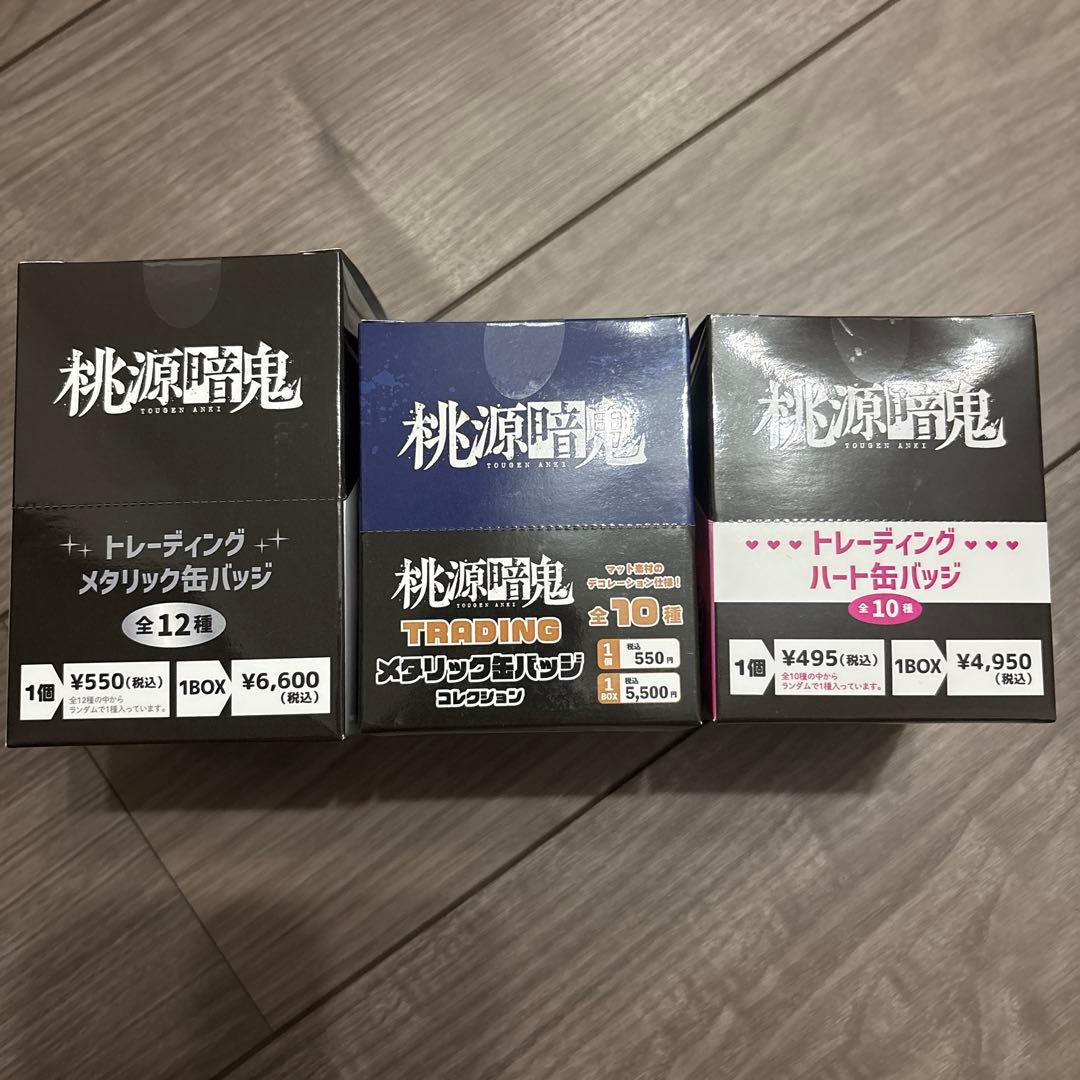 桃源暗鬼
TOUGEN ANKI
トレーディング
メタリック缶バッジ
全12種
1個
¥550(税込)
全12種の中から
ランダムで1種入っています。
1BOX
¥6,600
(税込)
桃源暗鬼
TOUGEN ANKI
桃源暗鬼
TOUGEN ANKI
マット素材の
デコレーション仕様!
全10種
TRADING
メタリック缶バッジ
コレクション
1個
税込
550円
1BOX
税込
5,500円
桃源暗鬼
TOUGEN ANKI
トレーディング
ハート缶バッジ
全10種
1個
¥495(税込)
全10種の中から
ランダムで1種入っています。
1BOX
¥4,950
(税込)